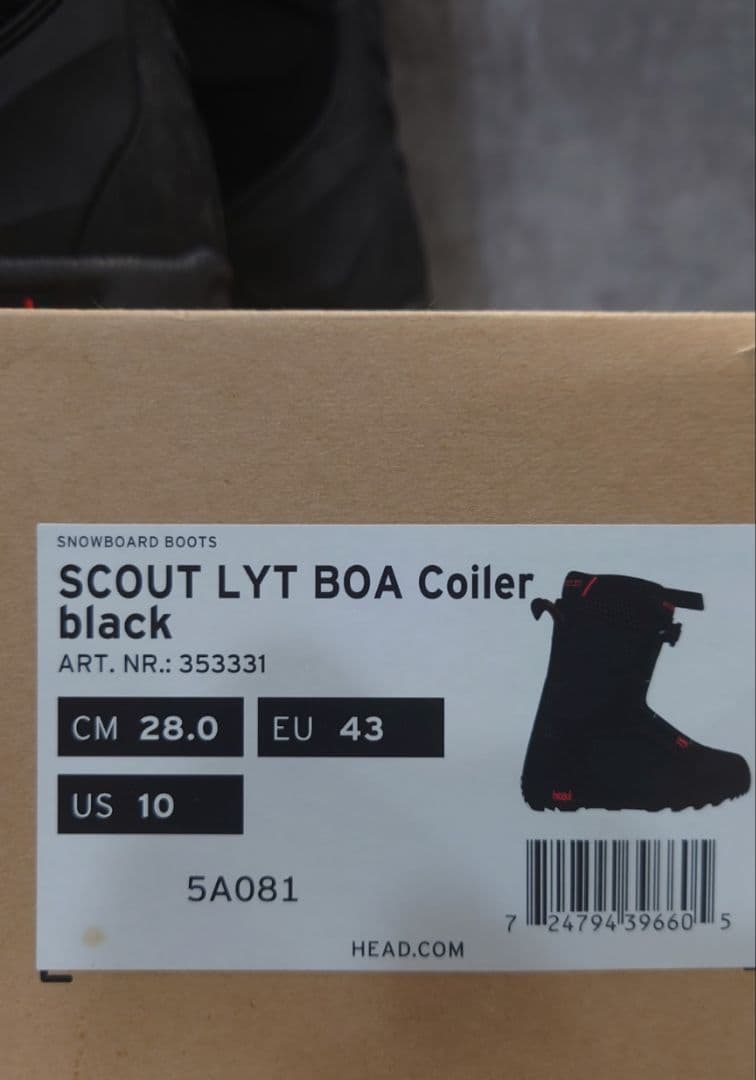 SNOWBOARD BOOTS
SCOUT LYT BOA Coiler
black
ART. NR.: 353331
CM 28.0 EU 43
US 10
5A081
head
7 24794 39660 5
HEAD.COM